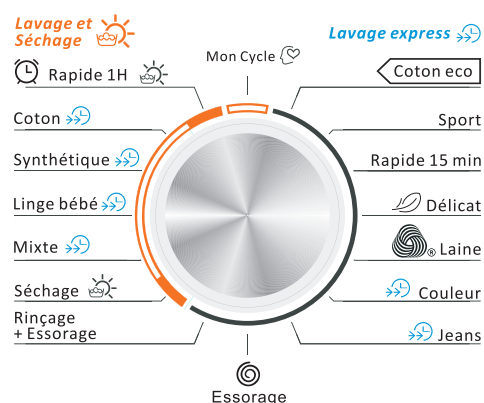 Lavage et
Séchage
Lavage express
Mon Cycle
Rapide 1H
Coton eco
Coton
Sport
Synthétique
Rapide 15 min
Linge bébé
Délicat
Mixte
® Laine
Séchage
Couleur
Rinçage
+ Essorage
Jeans
Essorage